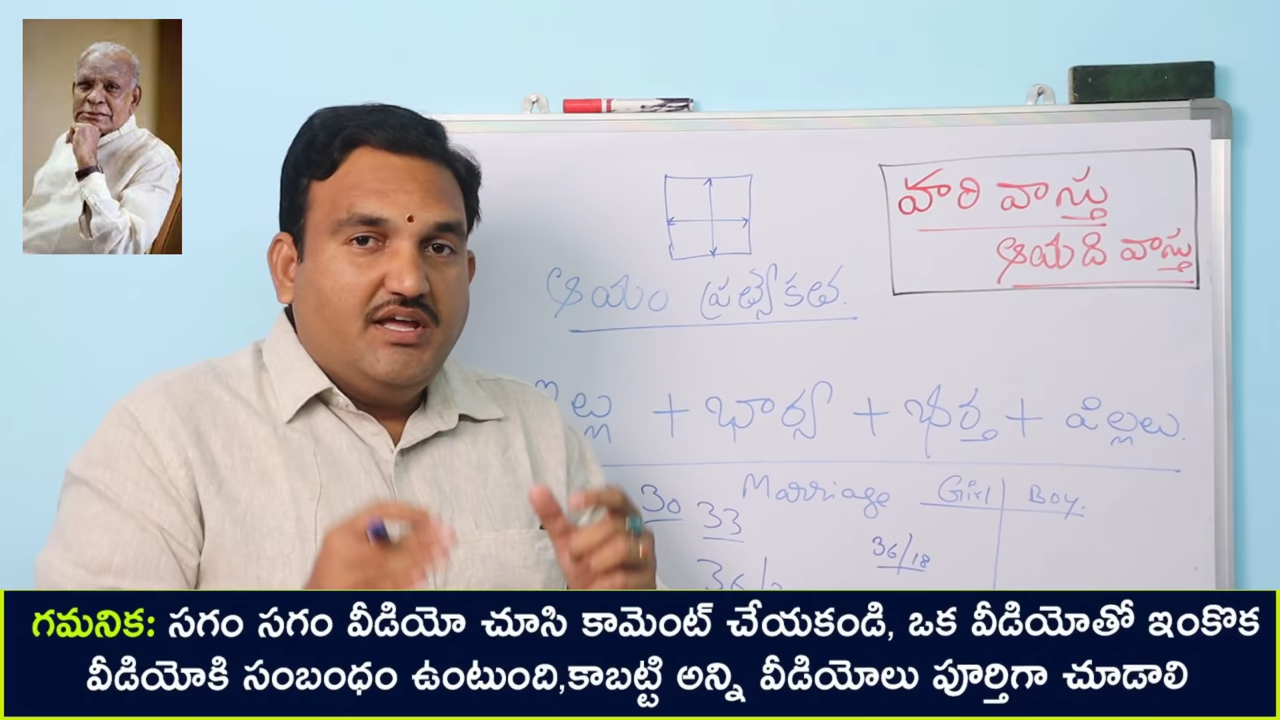 హరి వాస్తు
ఆయది వాస్తు
ఆయం ప్రత్యేకత.
ఇల్లు + భార్య + భర్త + పిల్లలు.
30 33 Marriage Girl Boy.
36/18
గమనిక: సగం సగం వీడియో చూసి కామెంట్ చేయకండి, ఒక వీడియోతో ఇంకొక
వీడియోకి సంబంధం ఉంటుంది,కాబట్టి అన్ని వీడియోలు పూర్తిగా చూడాలి